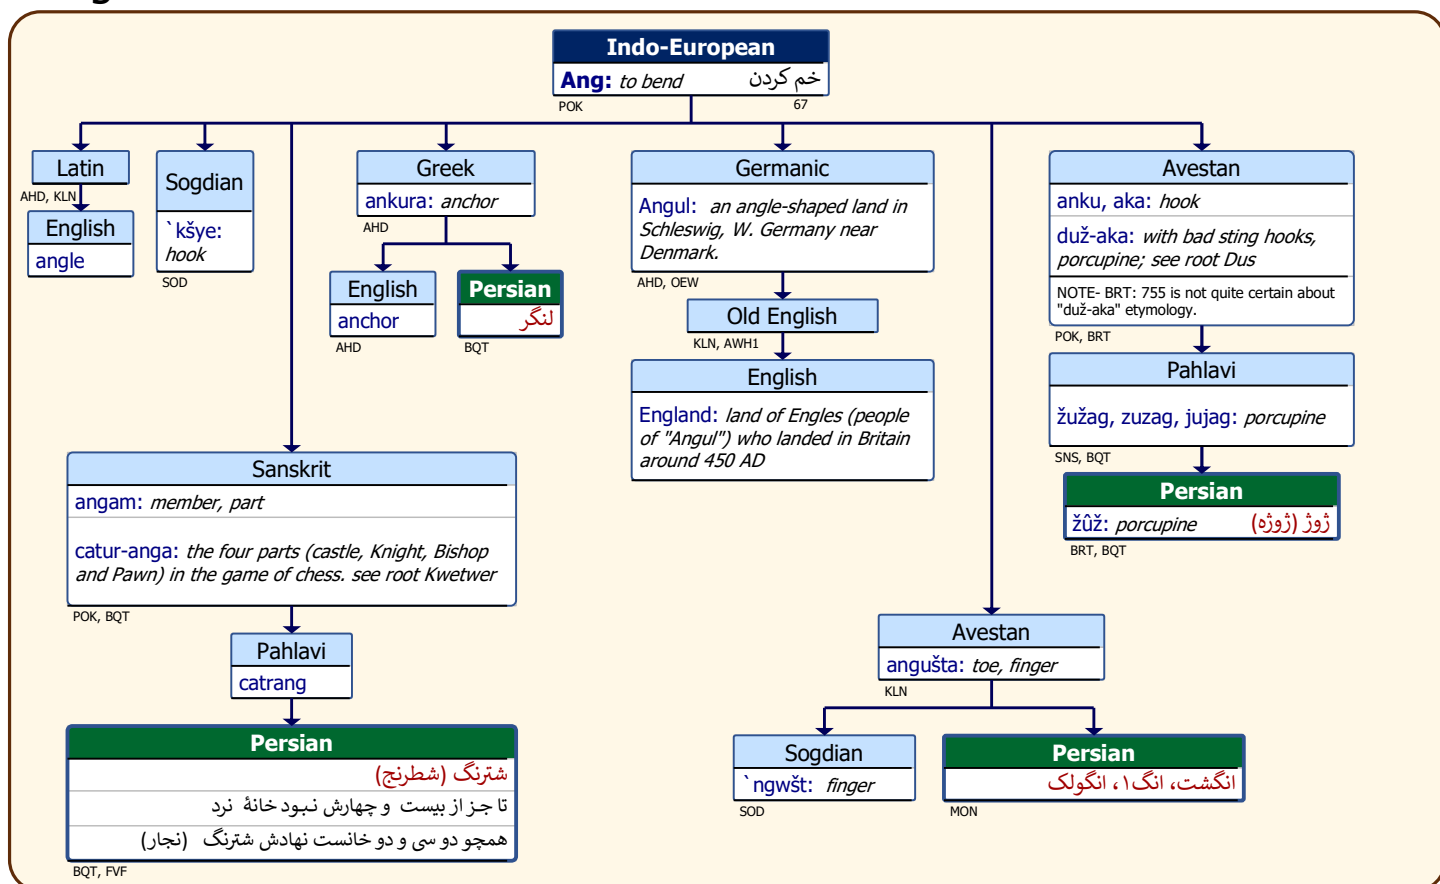 Indo-European
Ang: to bend خم کردن
POK 67
Latin
AHD, KLN
English
angle
Sogdian
`kšye:
hook
SOD
Greek
ankura: anchor
AHD
English
anchor
AHD
Persian
لنگر
BQT
Germanic
Angul: an angle-shaped land in
Schleswig, W. Germany near
Denmark.
AHD, OEW
Old English
KLN, AWH1
English
England: land of Engles (people
of "Angul") who landed in Britain
around 450 AD
Avestan
anku, aka: hook
duž-aka: with bad sting hooks,
porcupine; see root Dus
NOTE- BRT: 755 is not quite certain about
"duž-aka" etymology.
POK, BRT
Pahlavi
žužag, zuzag, jujag: porcupine
SNS, BQT
Persian
žûž: porcupine ژوژ (ژوژه)
BRT, BQT
Sanskrit
angam: member, part
catur-anga: the four parts (castle, Knight, Bishop
and Pawn) in the game of chess. see root Kwetwer
POK, BQT
Pahlavi
catrang
Persian
شترنگ (شطرنج)
تا جـز از بیست و چهارش نـبـود خانهٔ نرد
همچو دو سی و دو خانست نهادش شترنگ (نجار)
BQT, FVF
Avestan
angušta: toe, finger
KLN
Sogdian
`ngwšt: finger
SOD
Persian
انگشت، انگ۱، انگولک
MON